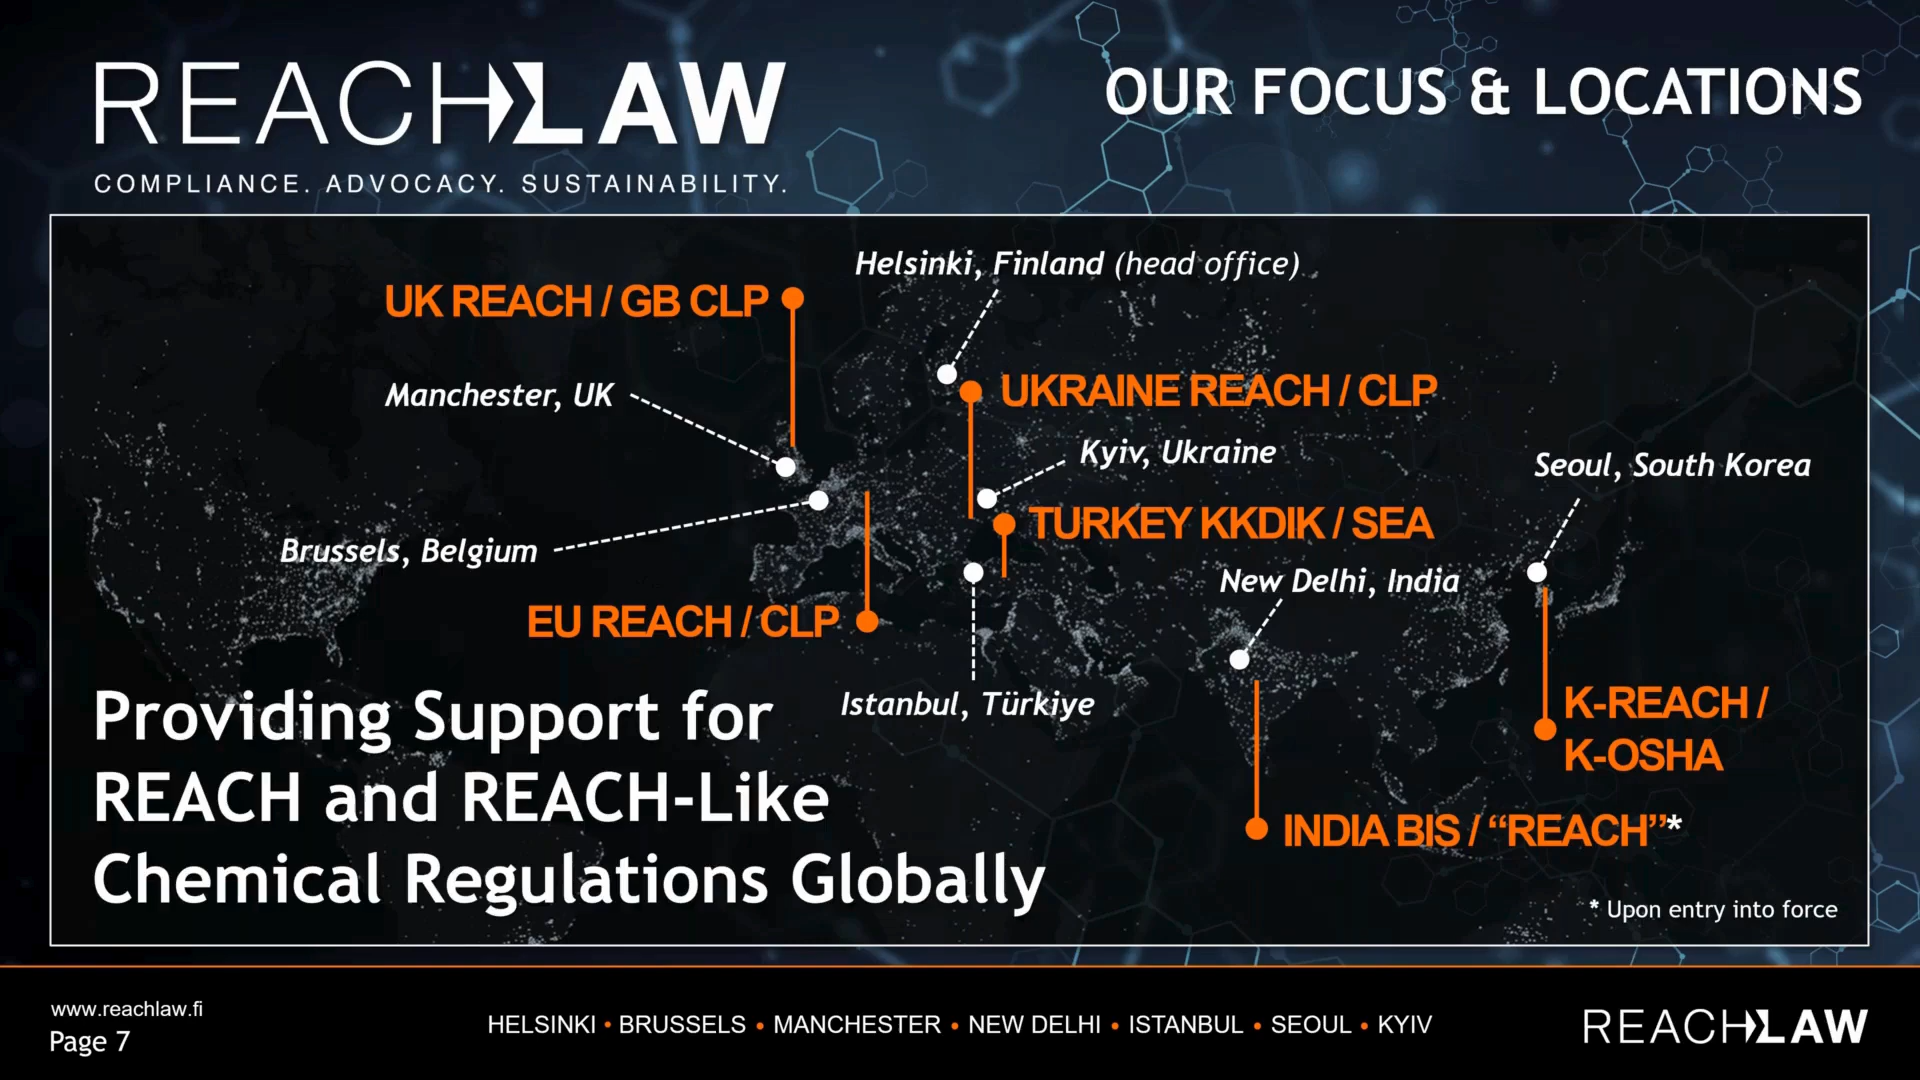 REACHLAW
COMPLIANCE. ADVOCACY. SUSTAINABILITY.
OUR FOCUS & LOCATIONS
Helsinki, Finland (head office)
UK REACH / GB CLP
Manchester, UK
UKRAINE REACH / CLP
Kyiv, Ukraine
Seoul, South Korea
TURKEY KKDIK / SEA
Brussels, Belgium
New Delhi, India
EU REACH / CLP
Istanbul, Türkiye
K-REACH /
K-OSHA
INDIA BIS / “REACH”*
Providing Support for
REACH and REACH-Like
Chemical Regulations Globally
* Upon entry into force
www.reachlaw.fi
Page 7
HELSINKI • BRUSSELS • MANCHESTER • NEW DELHI • ISTANBUL • SEOUL • KYIV
REACHLAW